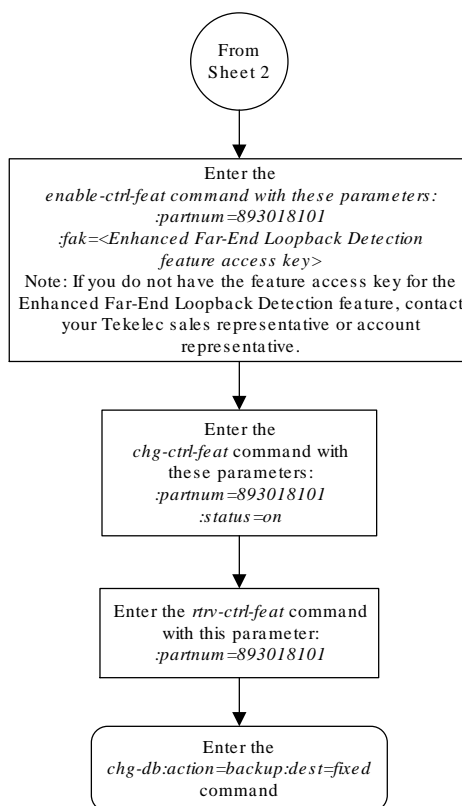 From
Sheet 2
Enter the
enable-ctrl-feat command with these parameters:
:partnum=893018101
:fak=<Enhanced Far-End Loopback Detection
feature access key>
Note: If you do not have the feature access key for the
Enhanced Far-End Loopback Detection feature, contact
your Tekelec sales representative or account
representative.
Enter the
chg-ctrl-feat command with
these parameters:
:partnum=893018101
:status=on
Enter the rtrv-ctrl-feat command
with this parameter:
:partnum=893018101
Enter the
chg-db:action=backup:dest=fixed
command